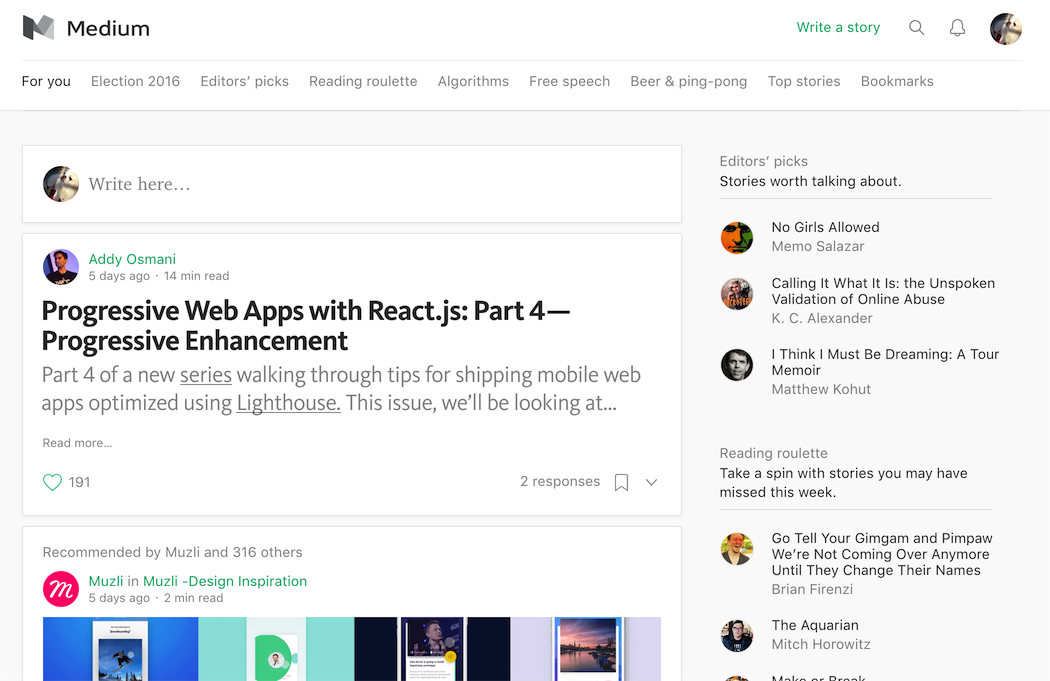 Medium
Write a story
For you
Election 2016
Editors’ picks
Reading roulette
Algorithms
Free speech
Beer & ping-pong
Top stories
Bookmarks
Write here…
Addy Osmani
5 days ago · 14 min read
Progressive Web Apps with React.js: Part 4—
Progressive Enhancement
Part 4 of a new series walking through tips for shipping mobile web
apps optimized using Lighthouse. This issue, we’ll be looking at…
Read more…
191
2 responses
Recommended by Muzli and 316 others
Muzli in Muzli -Design Inspiration
5 days ago · 2 min read
Editors’ picks
Stories worth talking about.
No Girls Allowed
Memo Salazar
Calling It What It Is: the Unspoken
Validation of Online Abuse
K. C. Alexander
I Think I Must Be Dreaming: A Tour
Memoir
Matthew Kohut
Reading roulette
Take a spin with stories you may have
missed this week.
Go Tell Your Gimgam and Pimpaw
We’re Not Coming Over Anymore
Until They Change Their Names
Brian Firenzi
The Aquarian
Mitch Horowitz
Make or Break